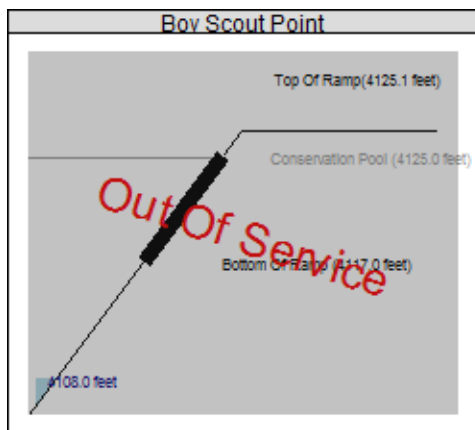 Boy Scout Point
Top Of Ramp(4125.1 feet)
Conservation Pool (4125.0 feet)
Out Of Service
Bottom Of Ramp (4117.0 feet)
4108.0 feet